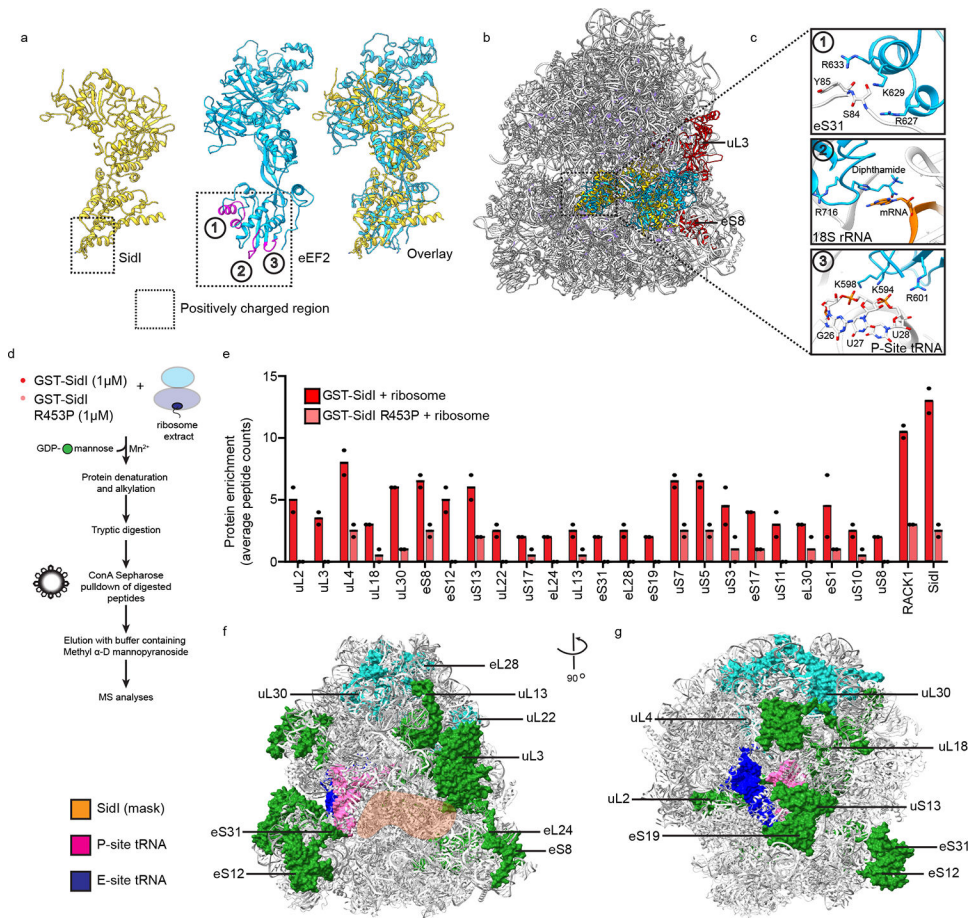 a
SidI
1
2
3
eEF2
Overlay
Positively charged region
b
uL3
eS8
c
1
R633
Y85
K629
S84
R627
eS31
2
Diphthamide
R716
mRNA
18S rRNA
3
K598
K594
R601
G26
U27
U28
P-Site tRNA
d
GST-SidI (1µM)
GST-SidI
R453P (1µM)
+
ribosome
extract
GDP- mannose
Mn2+
Protein denaturation
and alkylation
Tryptic digestion
ConA Sepharose
pulldown of digested
peptides
Elution with buffer containing
Methyl α-D mannopyranoside
MS analyses
e
Protein enrichment
(average peptide counts)
15
10
5
0
GST-SidI + ribosome
GST-SidI R453P + ribosome
uL2
uL3
uL4
uL18
uL30
eS8
eS12
uS13
uL22
uS17
eL24
uL13
eS31
eL28
eS19
uS7
uS5
uS3
eS17
uS11
eL30
eS1
uS10
uS8
RACK1
SidI
f
eL28
uL30
uL13
uL22
uL3
eS31
eL24
eS8
eS12
90 o
g
uL30
uL4
uL18
uL2
uS13
eS19
eS31
eS12
SidI (mask)
P-site tRNA
E-site tRNA